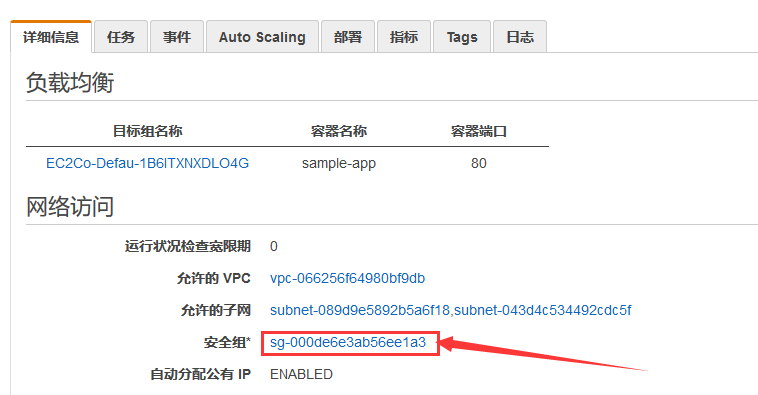 详细信息 任务 事件 Auto Scaling 部署 指标 Tags 日志
负载均衡
目标组名称 容器名称 容器端口
EC2Co-Defau-1B6ITXNXDLO4G sample-app 80
网络访问
运行状况检查宽限期 0
允许的 VPC vpc-066256f64980bf9db
允许的子网 subnet-089d9e5892b5a6f18,subnet-043d4c534492cdc5f
安全组* sg-000de6e3ab56ee1a3
自动分配公有 IP ENABLED